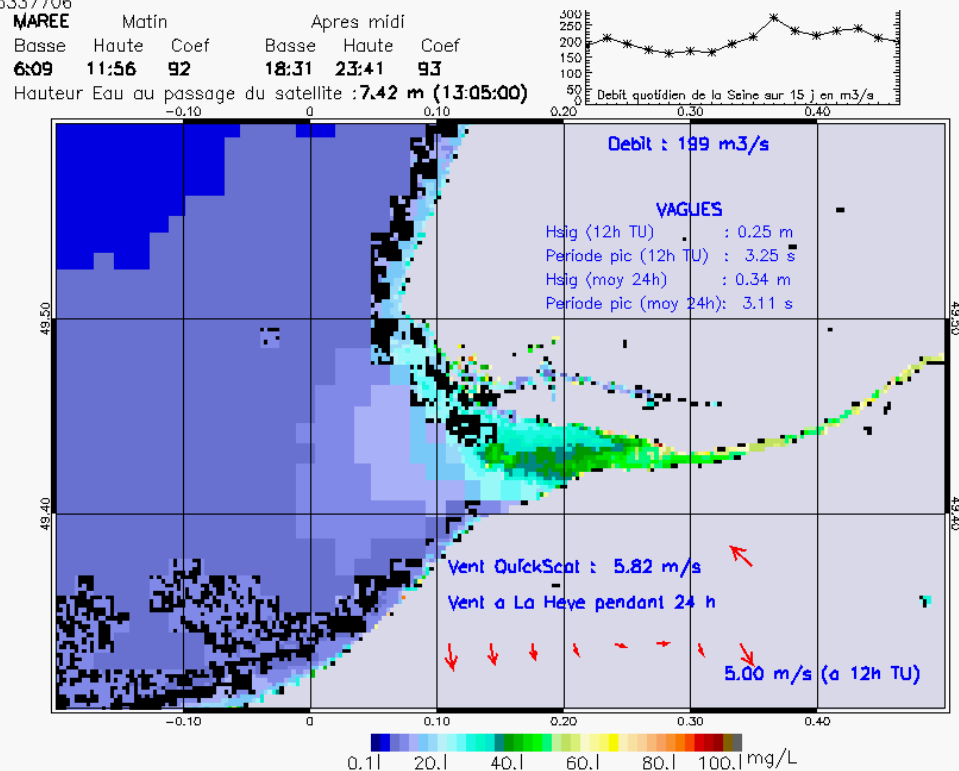 MAREE Matin Apres midi
Basse Haute Coef Basse Haute Coef
6:09 11:56 92 18:31 23:41 93
Hauteur Eau au passage du satellite : 7.42 m (13:05:00)
300
250
200
150
100
50
0
Debit quotidien de la Seine sur 15 j en m3/s
-0.10 0 0.10 0.20 0.30 0.40
Debit : 199 m3/s
VAGUES
Hsig (12h TU) : 0.25 m
Periode pic (12h TU) : 3.25 s
Hsig (moy 24h) : 0.34 m
Periode pic (moy 24h): 3.11 s
49.50 49.50
49.40 49.40
Vent QuickScat : 5.82 m/s
Vent a La Heve pendant 24 h
5.00 m/s (a 12h TU)
-0.10 0 0.10 0.20 0.30 0.40
0.1 20.1 40.1 60.1 80.1 100.1 mg/L